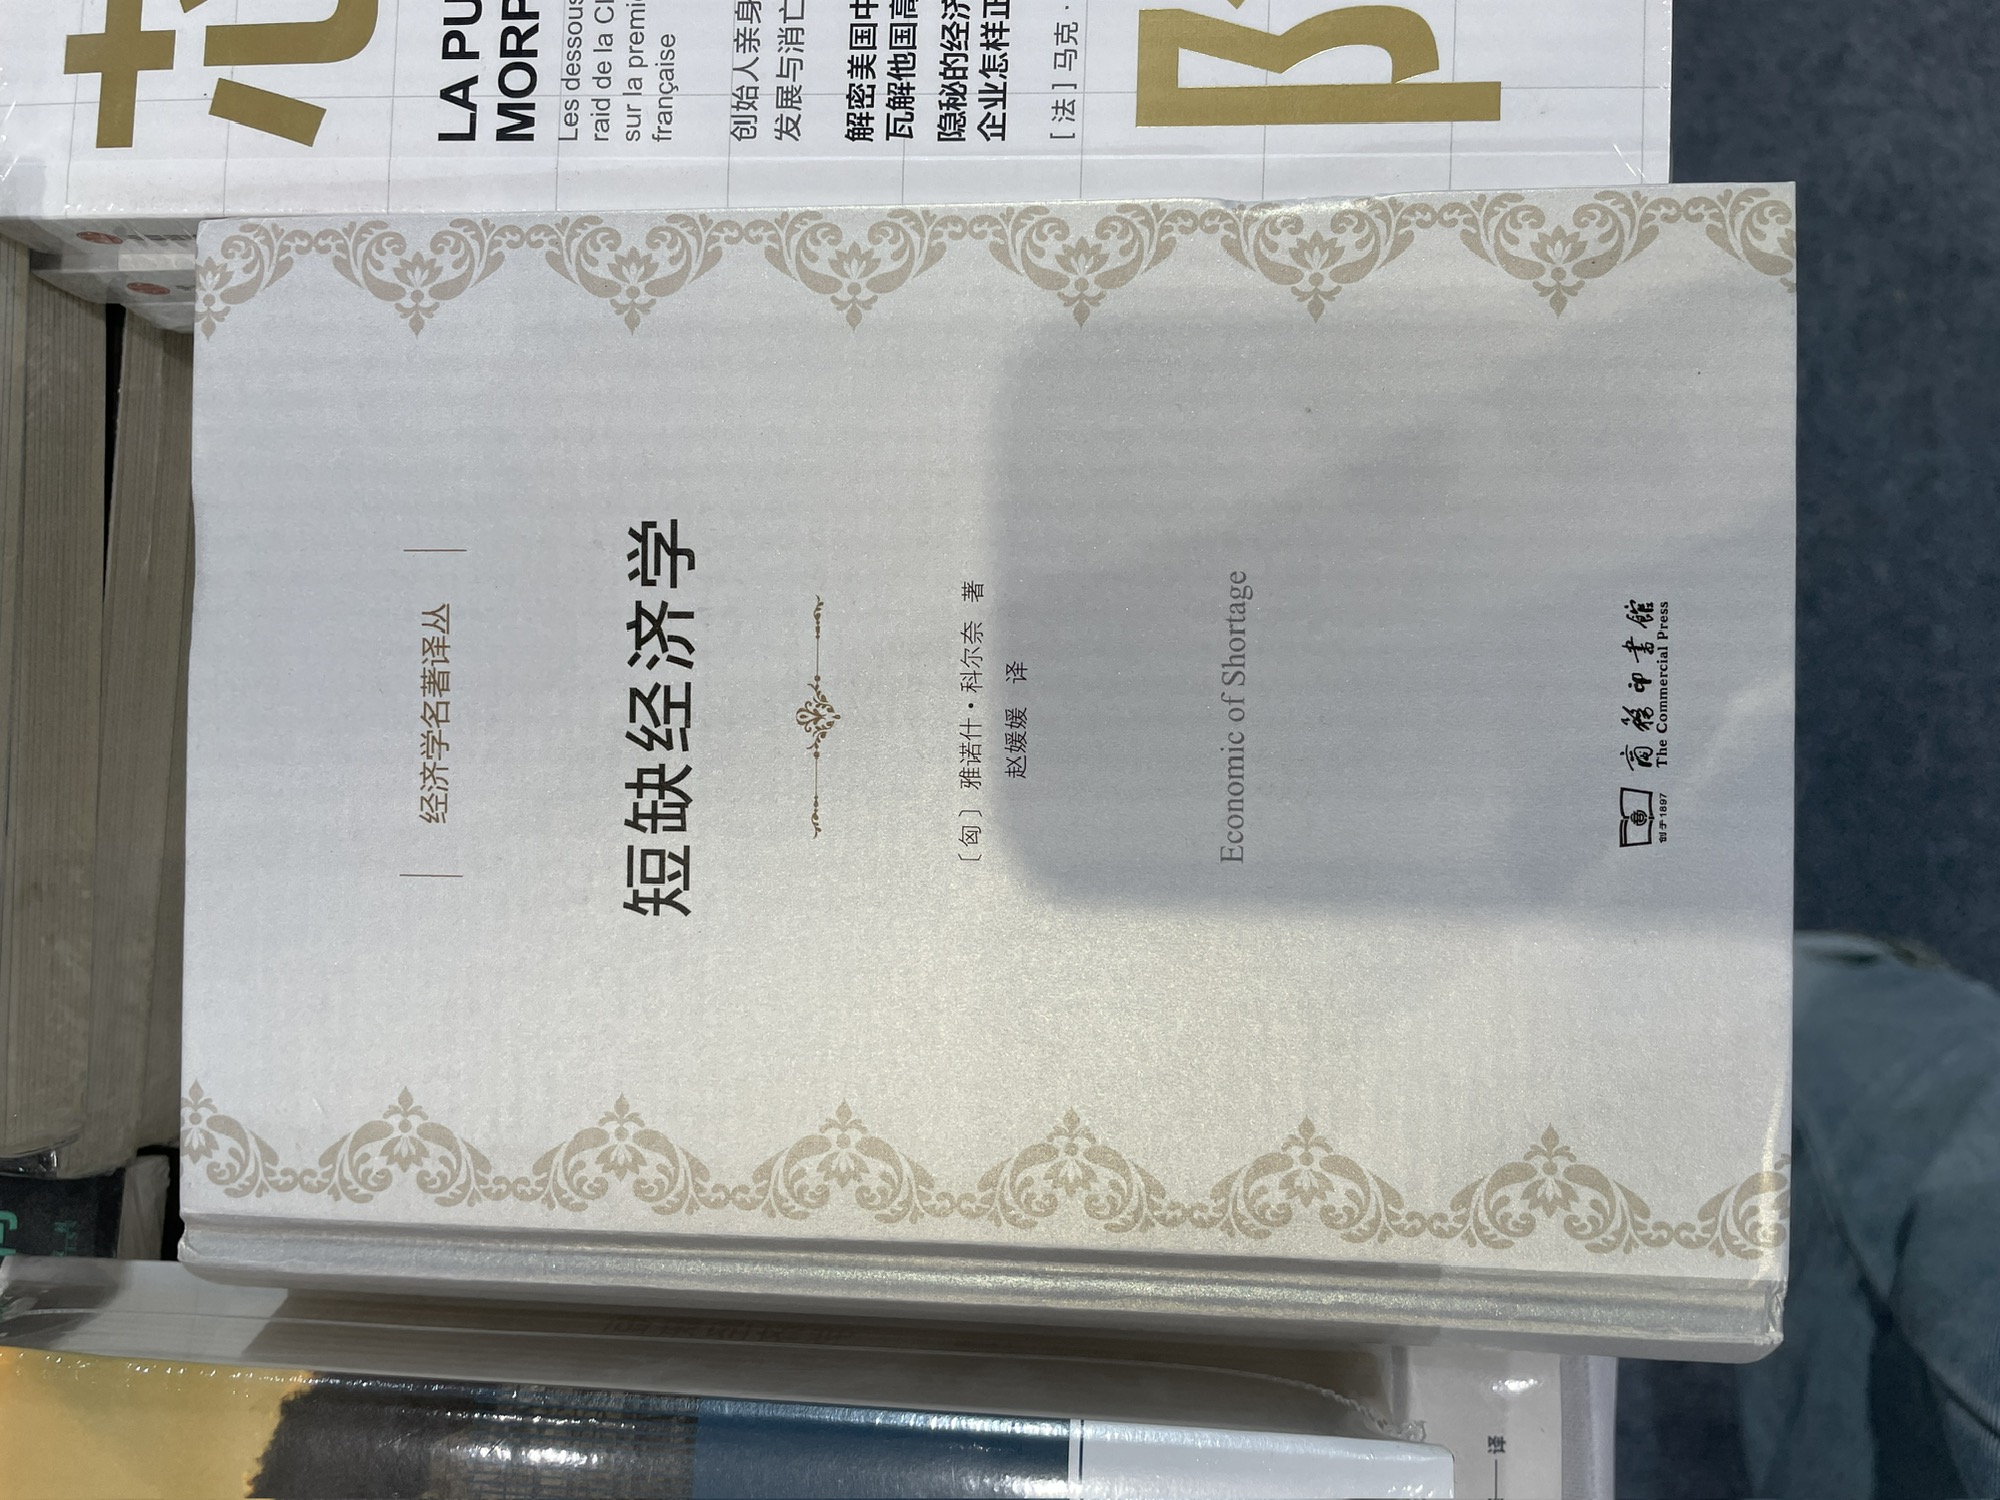 经济学名著译丛
短缺经济学
〔匈〕雅诺什·科尔奈 著
赵媛媛 译
Economic of Shortage
商务印书馆
The Commercial Press
创于1897
LA PU
MORP
Les dessous
raid de la CI
sur la premiè
française
创始人亲身
发展与消亡
解密美国中
瓦解他国高
隐秘的经济
企业怎样正
[法] 马克·
译